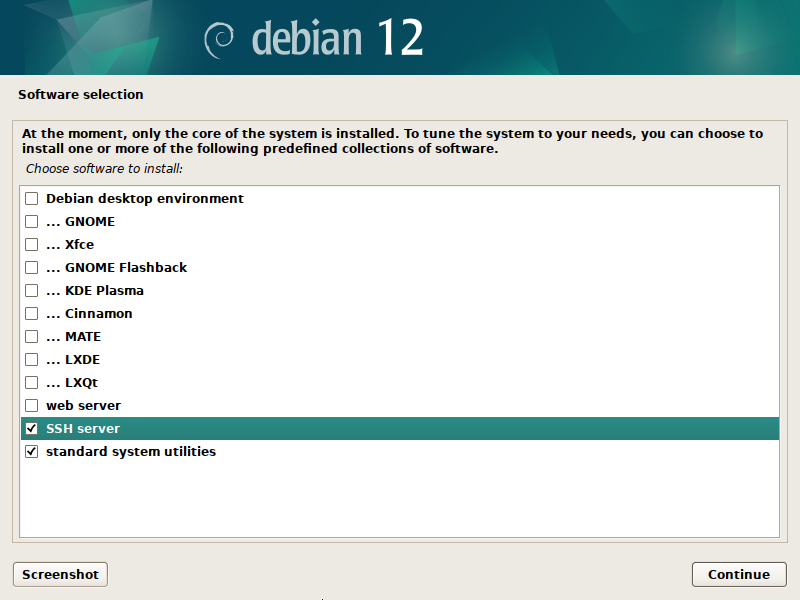 debian 12
Software selection
At the moment, only the core of the system is installed. To tune the system to your needs, you can choose to
install one or more of the following predefined collections of software.
Choose software to install:
Debian desktop environment
... GNOME
... Xfce
... GNOME Flashback
... KDE Plasma
... Cinnamon
... MATE
... LXDE
... LXQt
web server
SSH server
standard system utilities
Screenshot
Continue